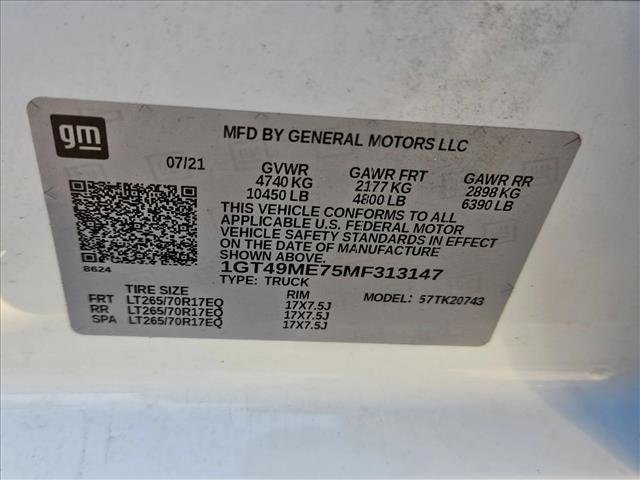 gm
MFD BY GENERAL MOTORS LLC
07/21 GVWR GAWR FRT GAWR RR
4740 KG 2177 KG 2898 KG
10450 LB 4800 LB 6390 LB
THIS VEHICLE CONFORMS TO ALL
APPLICABLE U.S. FEDERAL MOTOR
VEHICLE SAFETY STANDARDS IN EFFECT
ON THE DATE OF MANUFACTURE
SHOWN ABOVE.
8624 1GT49ME75MF313147
TYPE: TRUCK
TIRE SIZE RIM MODEL: 57TK20743
FRT LT265/70R17EQ 17X7.5J
RR LT265/70R17EQ 17X7.5J
SPA LT265/70R17EQ 17X7.5J